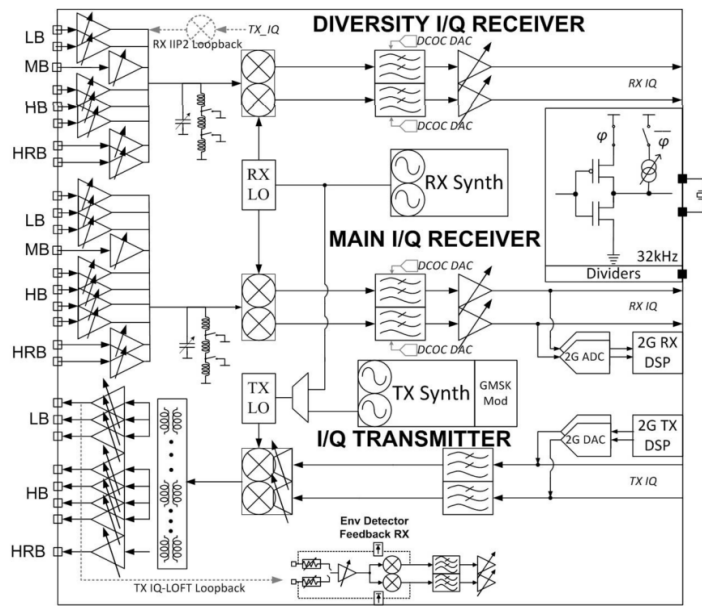 DIVERSITY I/Q RECEIVER
LB
RX IIP2 Loopback
TX_IQ
DCOC DAC
MB
RX IQ
HB
DCOC DAC
φ
φ
HRB
RX
LO
RX Synth
LB
MAIN I/Q RECEIVER
MB
32kHz
Dividers
DCOC DAC
HB
RX IQ
HRB
DCOC DAC
2G ADC
2G RX
DSP
TX
LO
TX Synth
GMSK
Mod
LB
I/Q TRANSMITTER
2G DAC
2G TX
DSP
TX IQ
HB
Env Detector
Feedback RX
HRB
TX IQ-LOFT Loopback